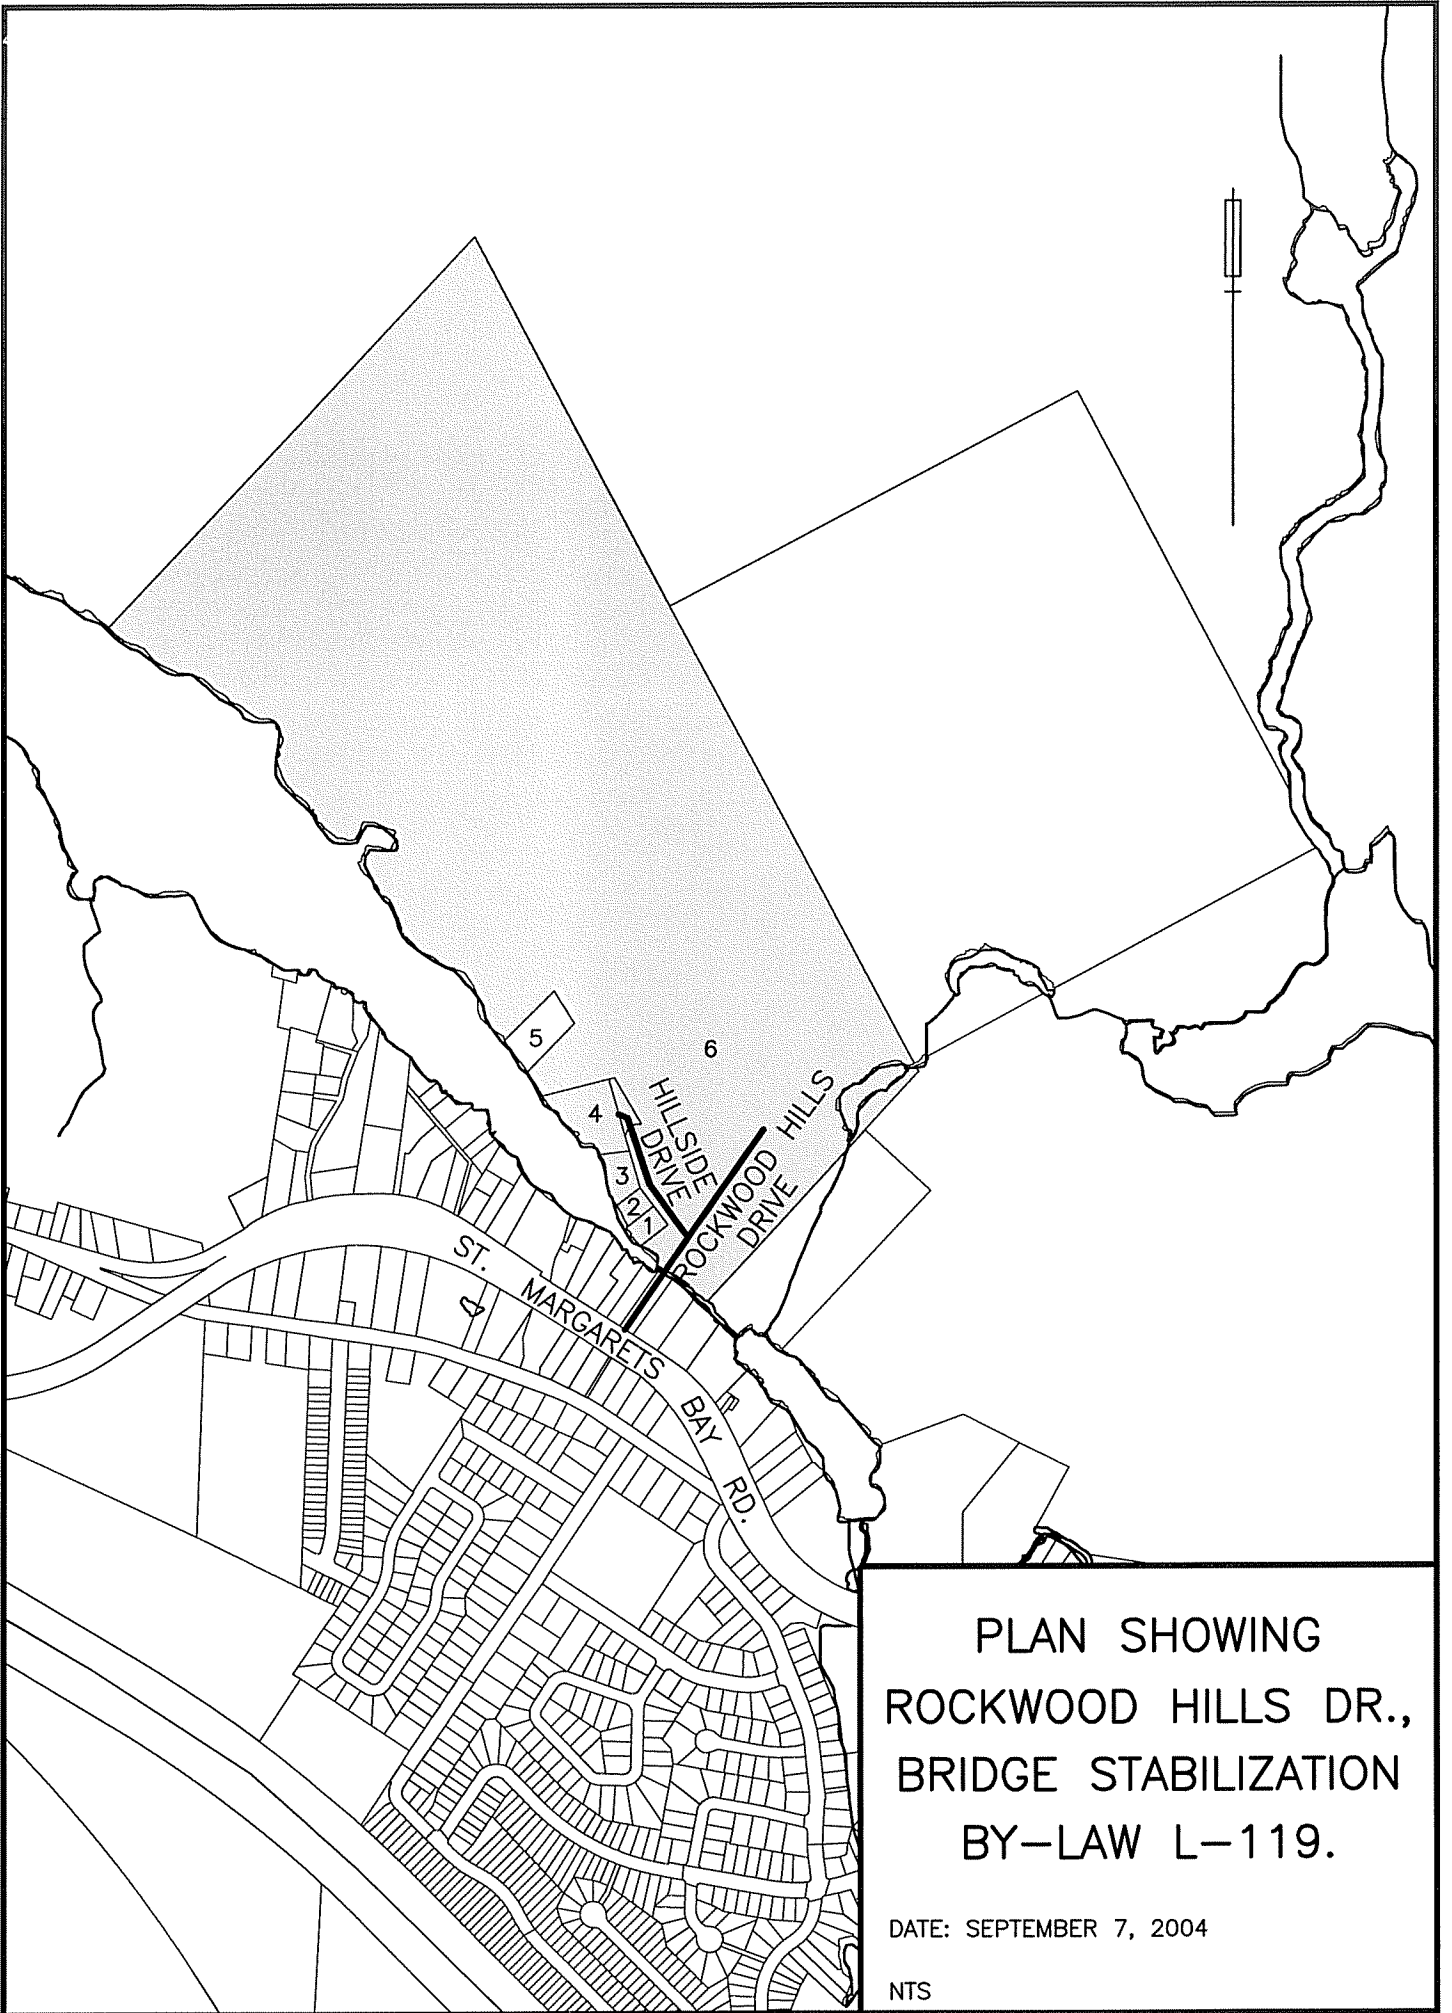 5
6
4
HILLSIDE
DRIVE
3
2
1
ROCKWOOD HILLS
DRIVE
ST. MARGARETS BAY RD.
PLAN SHOWING
ROCKWOOD HILLS DR.,
BRIDGE STABILIZATION
BY-LAW L-119.
DATE: SEPTEMBER 7, 2004
NTS